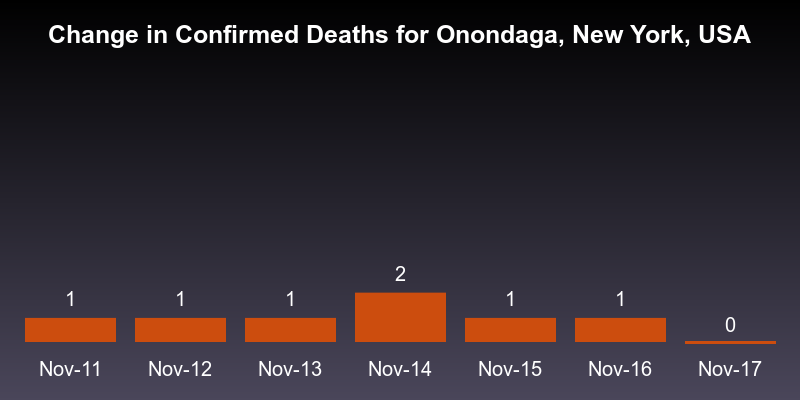 Change in Confirmed Deaths for Onondaga, New York, USA
2
1 1 1 1 1
0
Nov-11 Nov-12 Nov-13 Nov-14 Nov-15 Nov-16 Nov-17